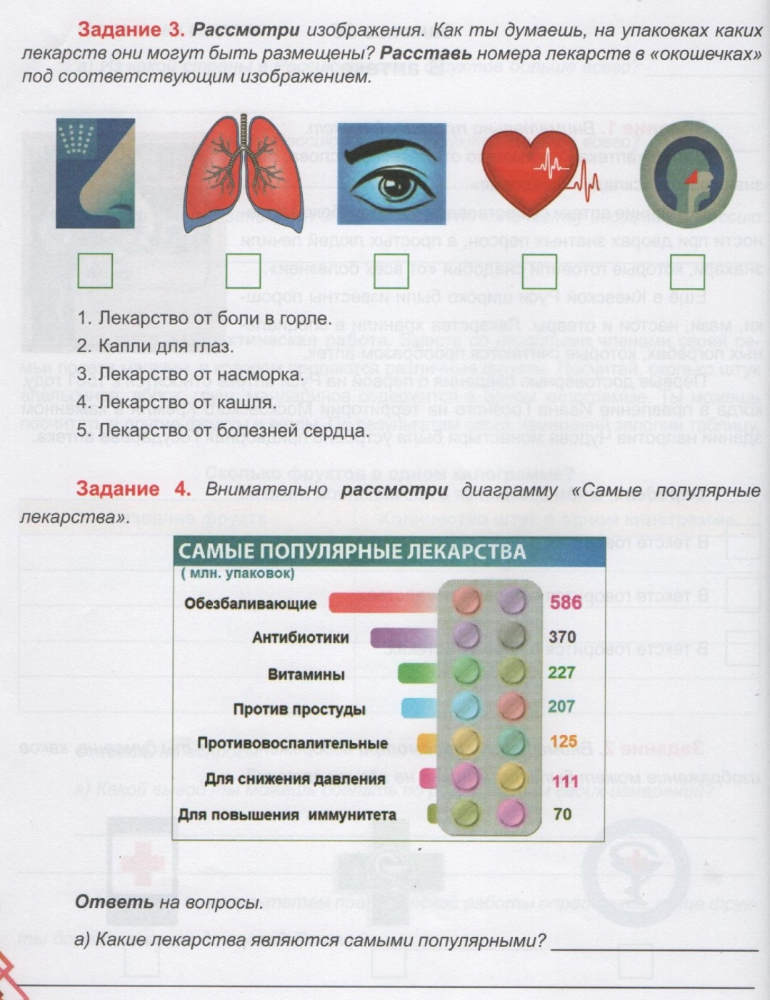 Задание 3. Рассмотри изображения. Как ты думаешь, на упаковках каких
лекарств они могут быть размещены? Расставь номера лекарств в «окошечках»
под соответствующим изображением.
1. Лекарство от боли в горле.
2. Капли для глаз.
3. Лекарство от насморка.
4. Лекарство от кашля.
5. Лекарство от болезней сердца.
Задание 4. Внимательно рассмотри диаграмму «Самые популярные
лекарства».
САМЫЕ ПОПУЛЯРНЫЕ ЛЕКАРСТВА
( млн. упаковок)
Обезбаливающие 586
Антибиотики 370
Витамины 227
Против простуды 207
Противовоспалительные 125
Для снижения давления 111
Для повышения иммунитета 70
Ответь на вопросы.
а) Какие лекарства являются самыми популярными?